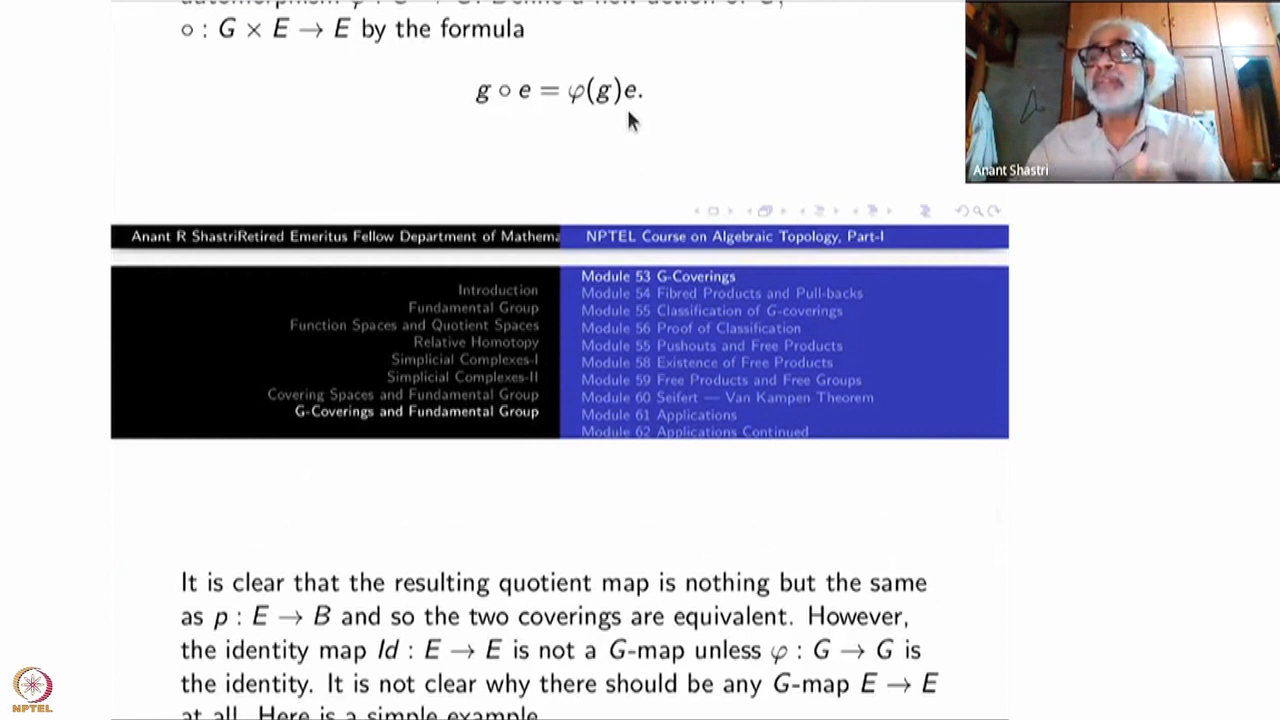 ∘ : G × E → E by the formula
g ∘ e = φ(g)e.
Anant Shastri
Anant R ShastriRetired Emeritus Fellow Department of Mathema
NPTEL Course on Algebraic Topology, Part-I
Introduction
Fundamental Group
Function Spaces and Quotient Spaces
Relative Homotopy
Simplicial Complexes-I
Simplicial Complexes-II
Covering Spaces and Fundamental Group
G-Coverings and Fundamental Group
Module 53 G-Coverings
Module 54 Fibred Products and Pull-backs
Module 55 Classification of G-coverings
Module 56 Proof of Classification
Module 55 Pushouts and Free Products
Module 58 Existence of Free Products
Module 59 Free Products and Free Groups
Module 60 Seifert — Van Kampen Theorem
Module 61 Applications
Module 62 Applications Continued
It is clear that the resulting quotient map is nothing but the same
as p : E → B and so the two coverings are equivalent. However,
the identity map Id : E → E is not a G-map unless φ : G → G is
the identity. It is not clear why there should be any G-map E → E
at all. Here is a simple example
NPTEL